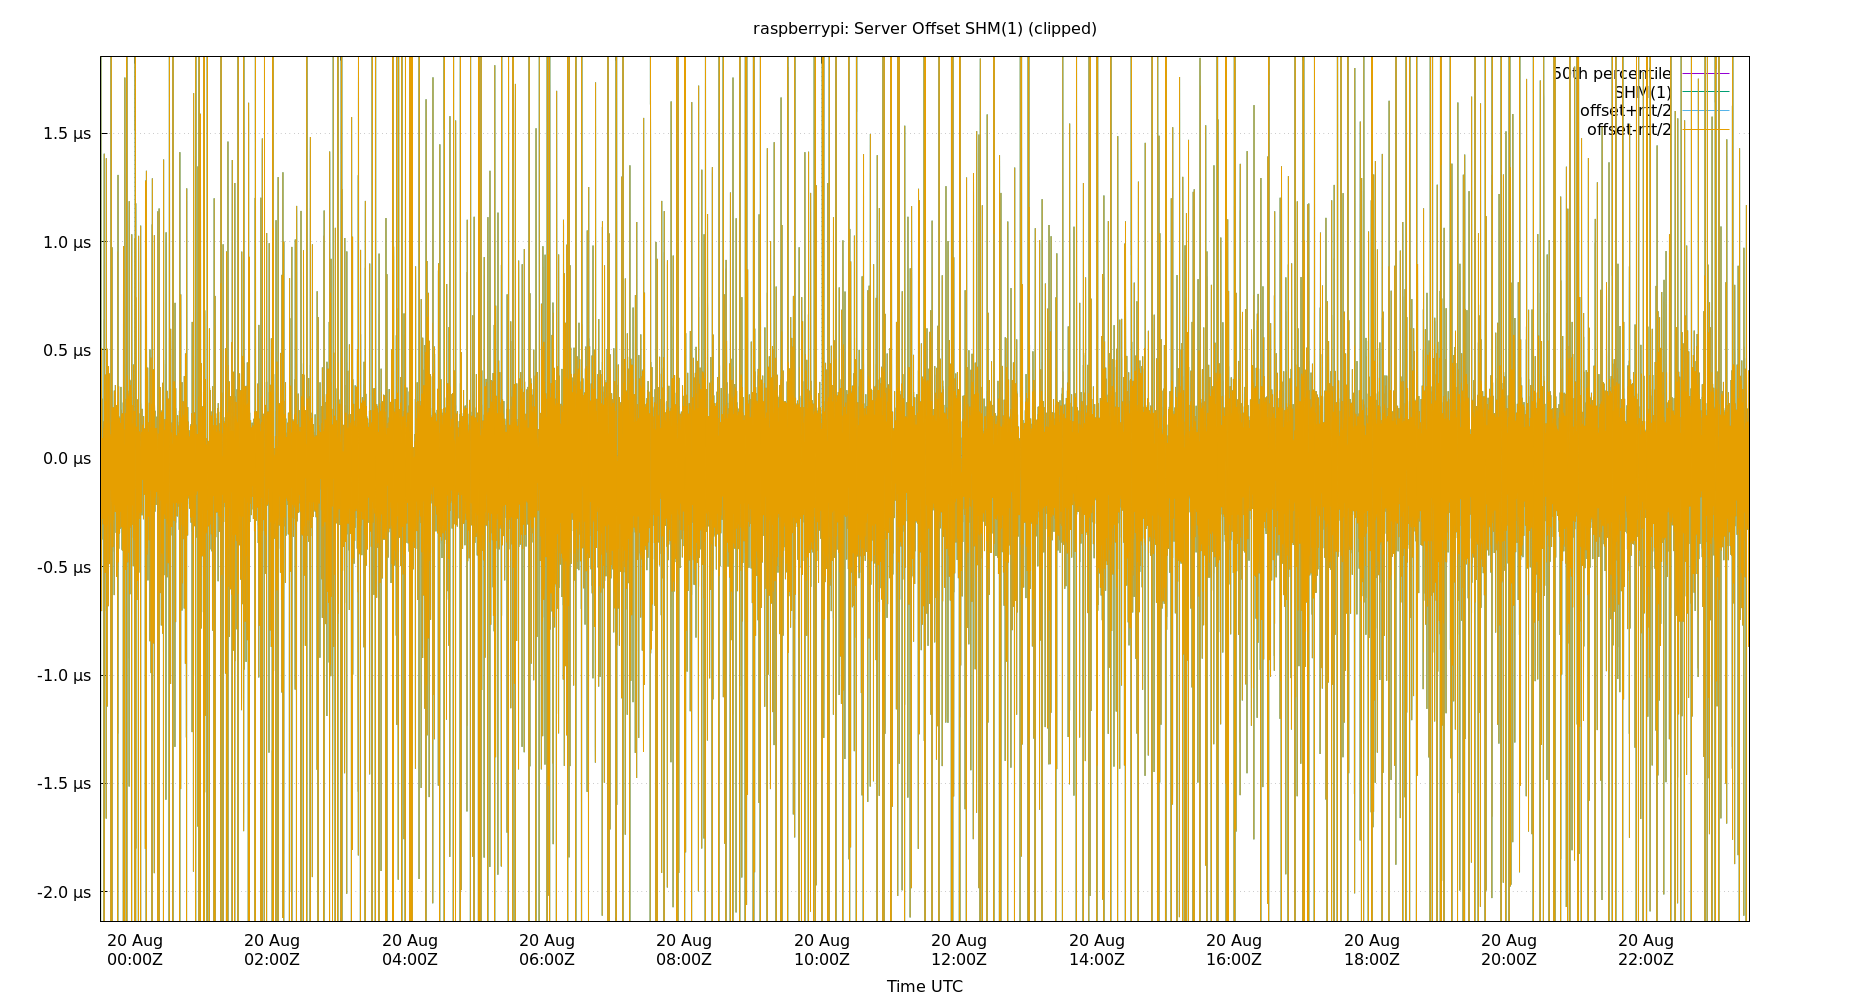 raspberrypi: Server Offset SHM(1) (clipped)
50th percentile
SHM(1)
offset+rtt/2
offset-rtt/2
1.5 µs
1.0 µs
0.5 µs
0.0 µs
-0.5 µs
-1.0 µs
-1.5 µs
-2.0 µs
20 Aug 20 Aug 20 Aug 20 Aug 20 Aug 20 Aug 20 Aug 20 Aug 20 Aug 20 Aug 20 Aug 20 Aug
00:00Z 02:00Z 04:00Z 06:00Z 08:00Z 10:00Z 12:00Z 14:00Z 16:00Z 18:00Z 20:00Z 22:00Z
Time UTC